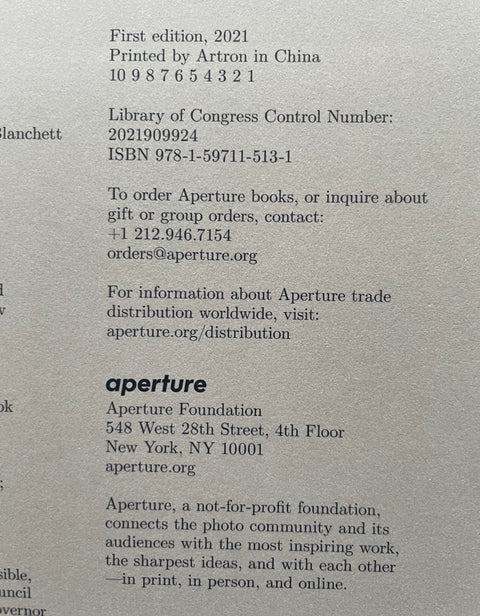 First edition, 2021
Printed by Artron in China
10 9 8 7 6 5 4 3 2 1
Library of Congress Control Number:
2021909924
ISBN 978-1-59711-513-1
To order Aperture books, or inquire about
gift or group orders, contact:
+1 212.946.7154
orders@aperture.org
For information about Aperture trade
distribution worldwide, visit:
aperture.org/distribution
aperture
Aperture Foundation
548 West 28th Street, 4th Floor
New York, NY 10001
aperture.org
Aperture, a not-for-profit foundation,
connects the photo community and its
audiences with the most inspiring work,
the sharpest ideas, and with each other
—in print, in person, and online.